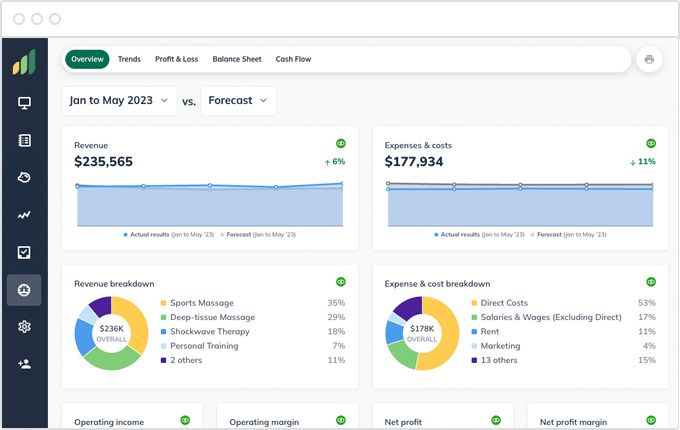 Overview Trends Profit & Loss Balance Sheet Cash Flow
Jan to May 2023 vs. Forecast
Revenue
$235,565
↑ 6%
Actual results (Jan to May '23) Forecast (Jan to May '23)
Expenses & costs
$177,934
↓ 11%
Actual results (Jan to May '23) Forecast (Jan to May '23)
Revenue breakdown
$236K
OVERALL
Sports Massage 35%
Deep-tissue Massage 29%
Shockwave Therapy 18%
Personal Training 7%
2 others 11%
Expense & cost breakdown
$178K
OVERALL
Direct Costs 53%
Salaries & Wages (Excluding Direct) 17%
Rent 11%
Marketing 4%
13 others 15%
Operating income
Operating margin
Net profit
Net profit margin